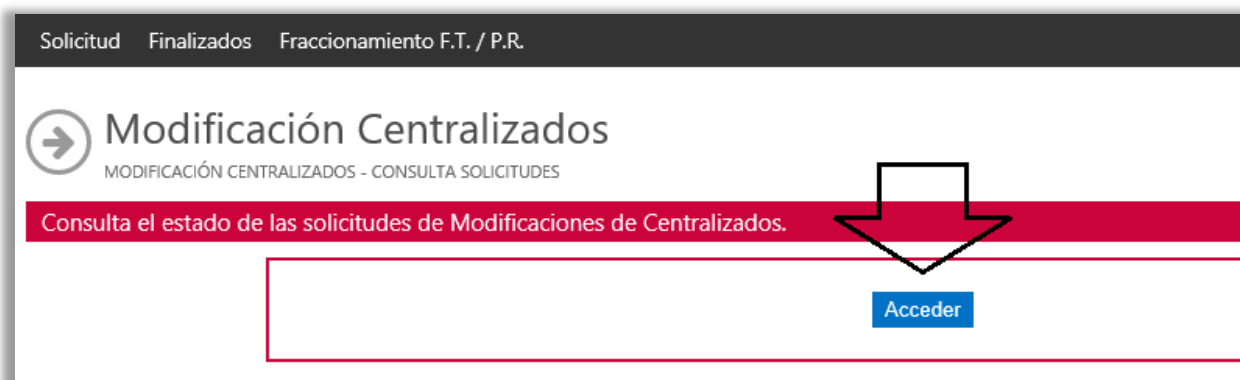 Solicitud Finalizados Fraccionamiento F.T. / P.R.
Modificación Centralizados
MODIFICACIÓN CENTRALIZADOS - CONSULTA SOLICITUDES
Consulta el estado de las solicitudes de Modificaciones de Centralizados.
Acceder